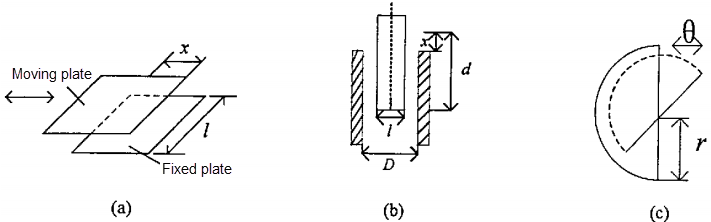 x
Moving plate
l
Fixed plate
(a)
x
d
l
D
(b)
θ
r
(c)